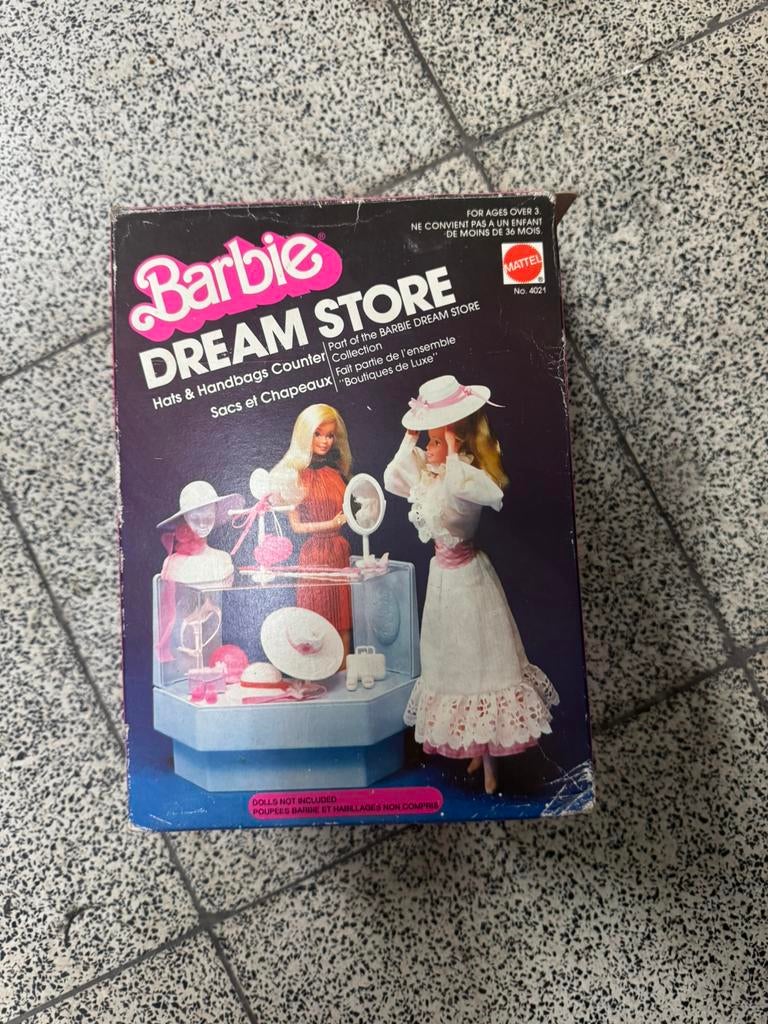 FOR AGES OVER 3.
NE CONVIENT PAS A UN ENFANT
DE MOINS DE 36 MOIS.
MATTEL
No. 4021
Barbie®
DREAM STORE
Hats & Handbags Counter
Sacs et Chapeaux
Part of the BARBIE DREAM STORE
Collection
Fait partie de l'ensemble
"Boutiques de Luxe"
DOLLS NOT INCLUDED
POUPÉES BARBIE ET HABILLAGES NON COMPRIS